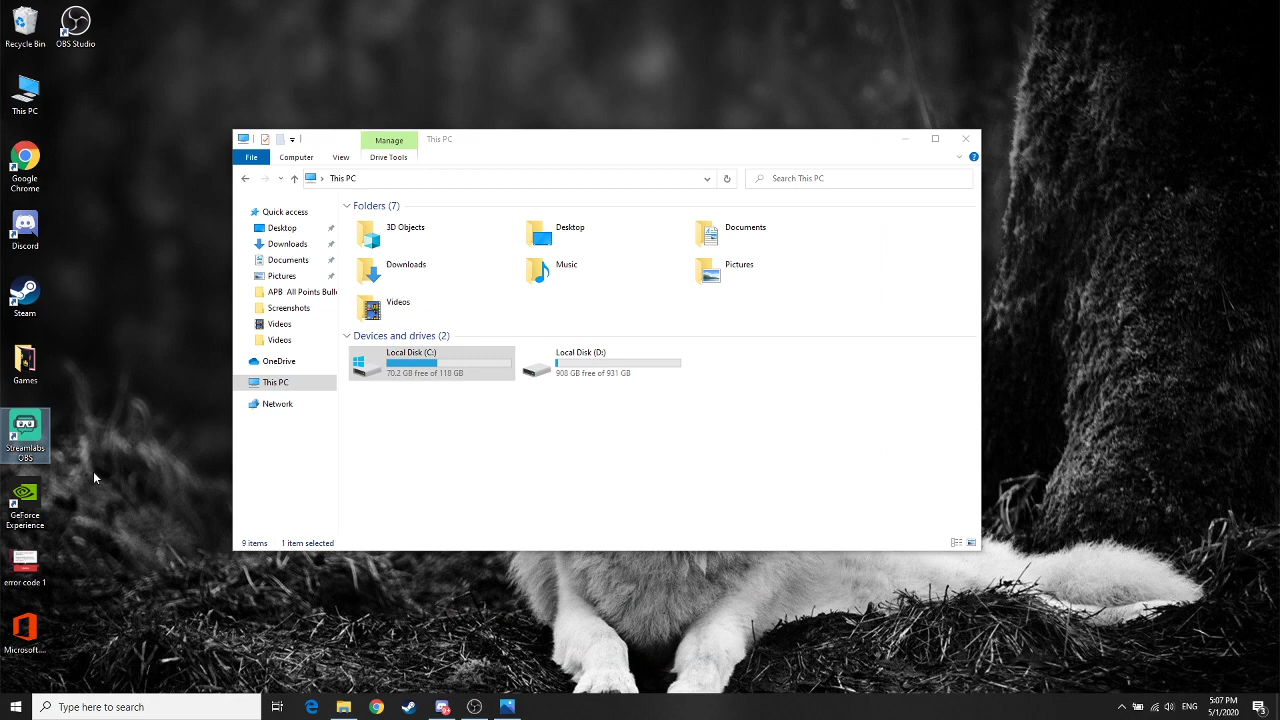 Recycle Bin
OBS Studio
This PC
Google
Chrome
Discord
Steam
Games
Streamlabs
OBS
GeForce
Experience
error code 1
Microsoft...
Manage
This PC
File
Computer
View
Drive Tools
This PC
Search This PC
Quick access
Desktop
Downloads
Documents
Pictures
APB All Points Bull
Screenshots
Videos
Videos
OneDrive
This PC
Network
Folders (7)
3D Objects
Desktop
Documents
Downloads
Music
Pictures
Videos
Devices and drives (2)
Local Disk (C:)
70.2 GB free of 118 GB
Local Disk (D:)
908 GB free of 931 GB
9 items
1 item selected
Type here to search
ENG
5:07 PM
5/1/2020
3